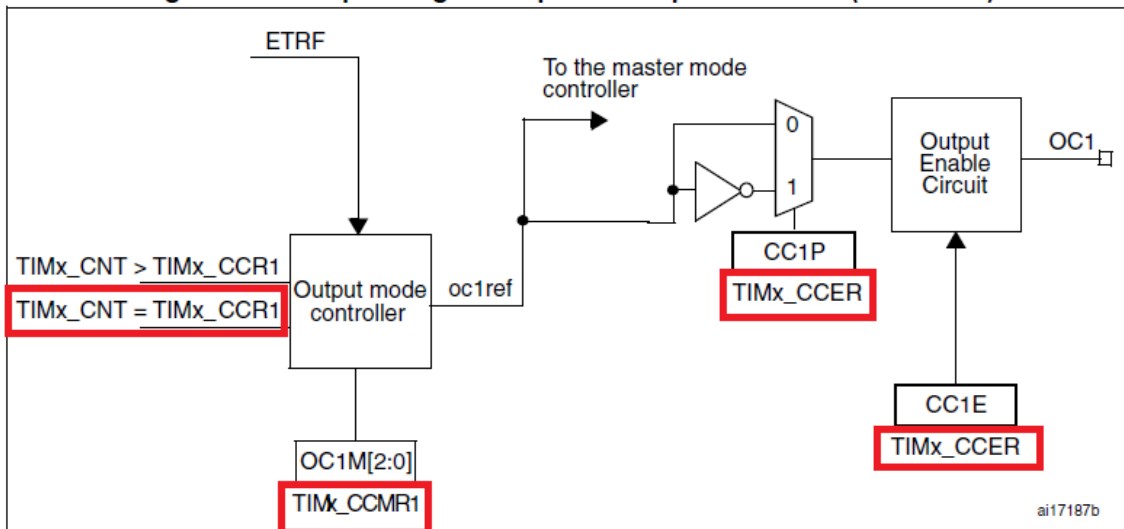 ETRF
To the master mode
controller
0
1
Output
Enable
Circuit
OC1
CC1P
TIMx_CCER
TIMx_CNT > TIMx_CCR1
TIMx_CNT = TIMx_CCR1
Output mode
controller
oc1ref
CC1E
TIMx_CCER
OC1M[2:0]
TIMx_CCMR1
ai17187b